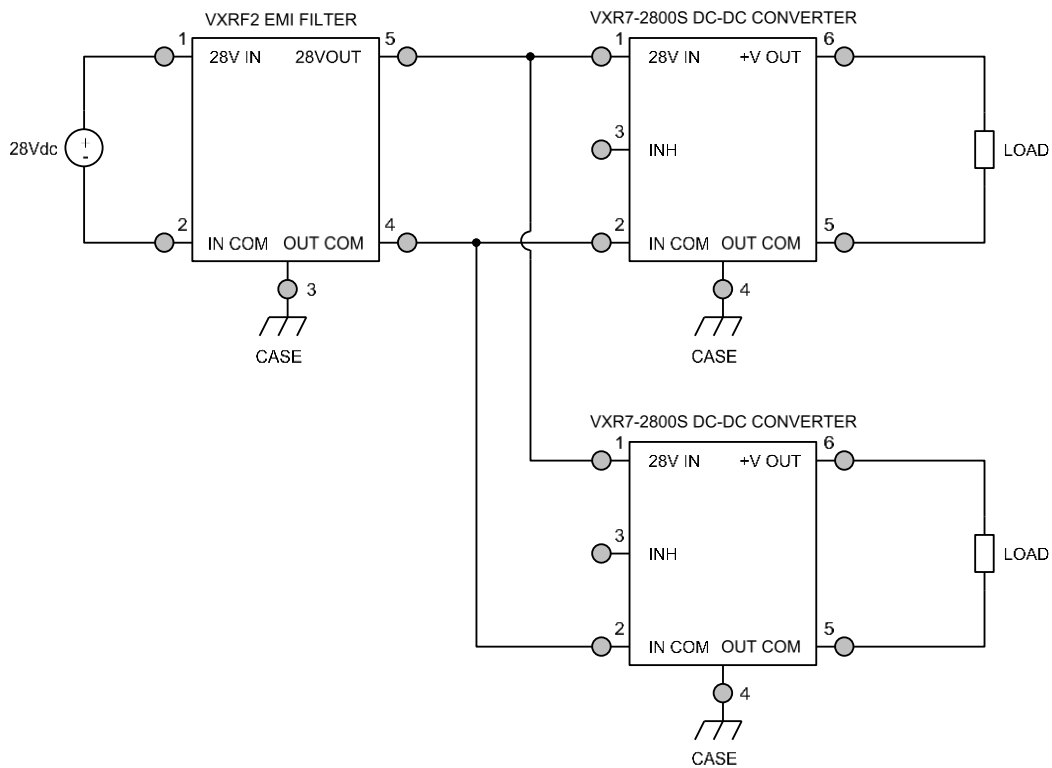 VXRF2 EMI FILTER
VXR7-2800S DC-DC CONVERTER
1 5 1 6
28V IN 28VOUT 28V IN +V OUT
28Vdc + - 3 INH LOAD
2 4 2 5
IN COM OUT COM IN COM OUT COM
3 4
CASE CASE
VXR7-2800S DC-DC CONVERTER
1 6
28V IN +V OUT
3
INH LOAD
2 5
IN COM OUT COM
4
CASE